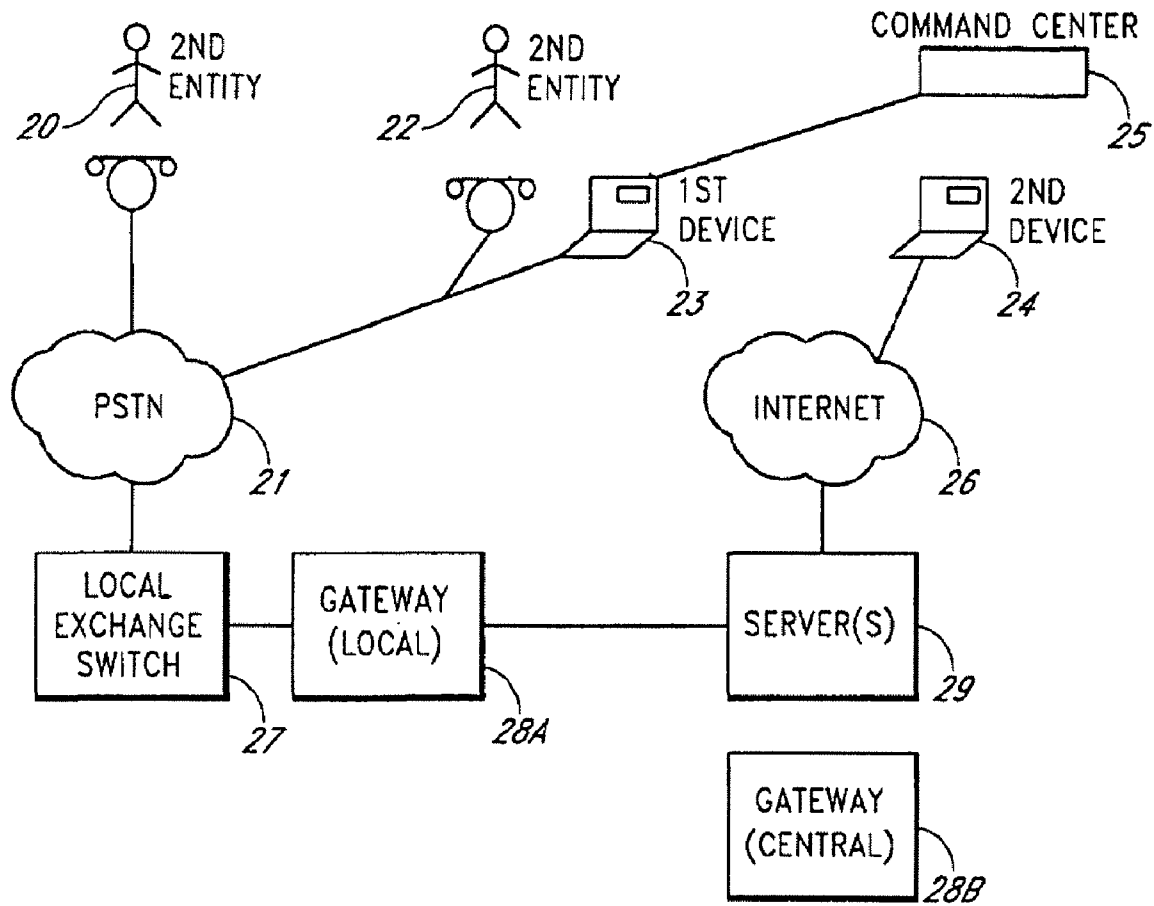 COMMAND CENTER
25
2ND
ENTITY
20
2ND
ENTITY
22
1ST
DEVICE
23
2ND
DEVICE
24
PSTN
21
INTERNET
26
LOCAL
EXCHANGE
SWITCH
27
GATEWAY
(LOCAL)
28A
SERVER(S)
29
GATEWAY
(CENTRAL)
28B